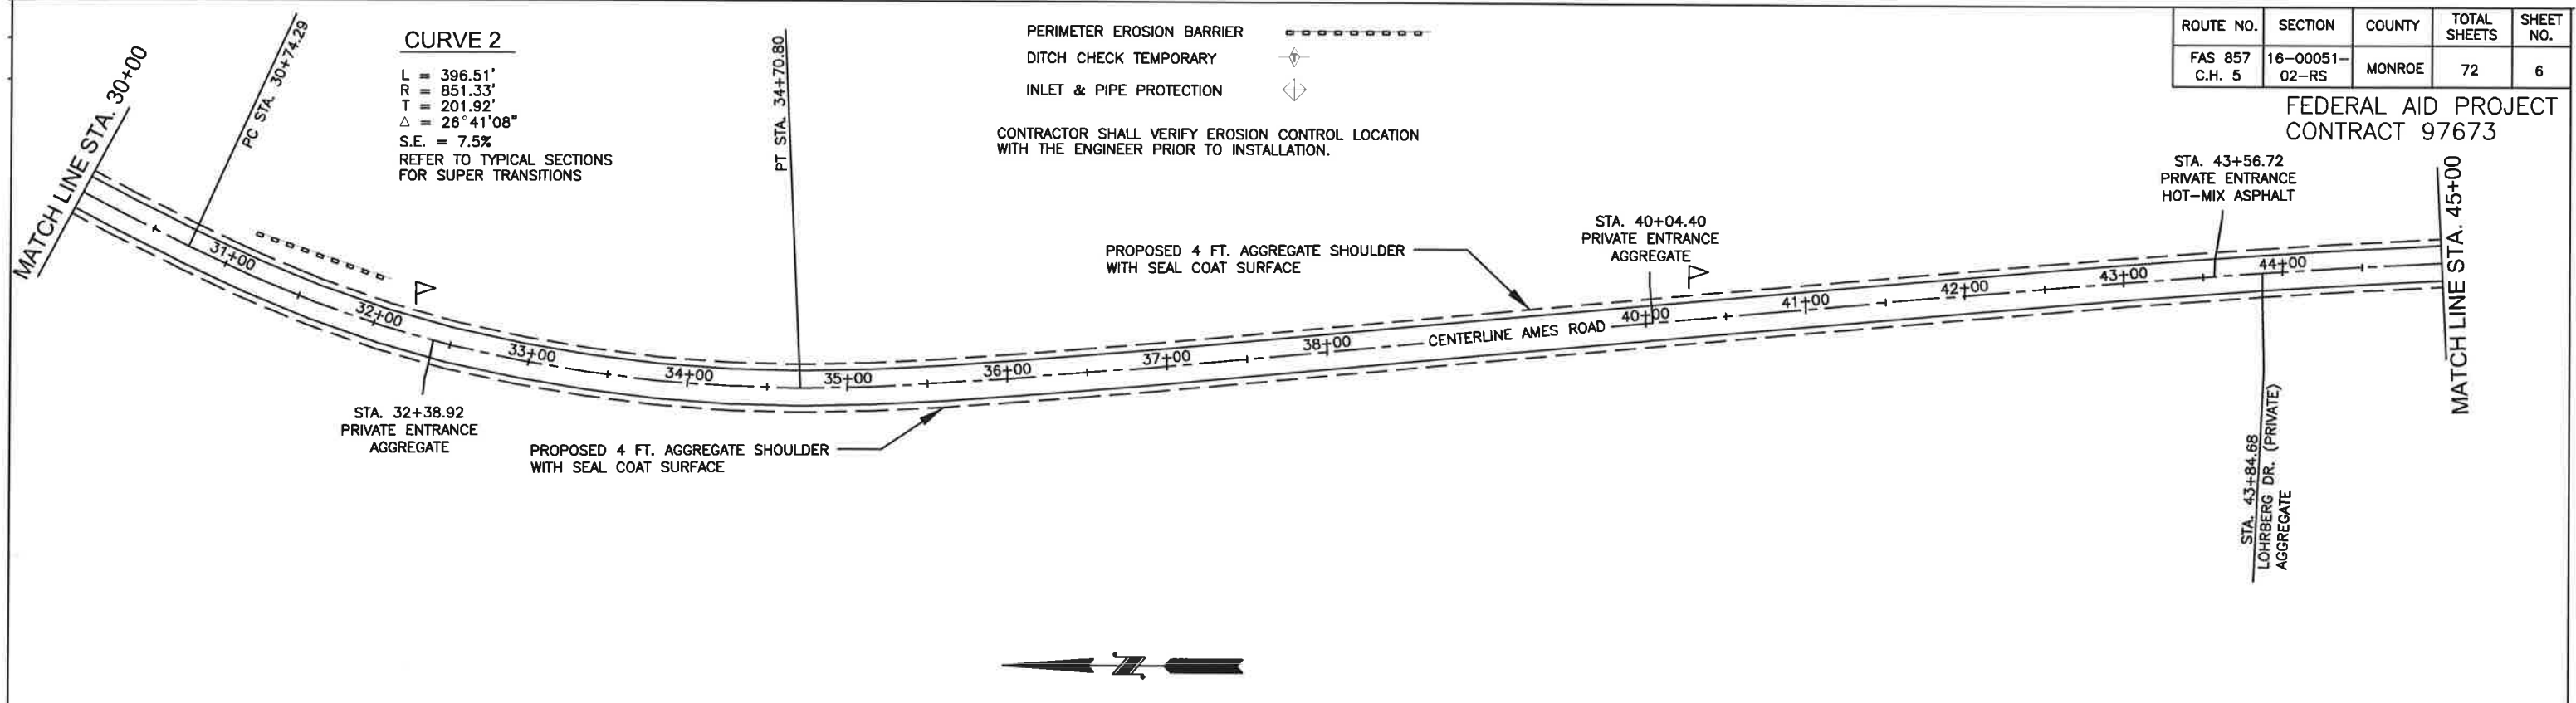 MATCH LINE STA. 30+00
PC STA. 30+74.29
CURVE 2
L = 396.51'
R = 851.33'
T = 201.92'
Δ = 26°41'08"
S.E. = 7.5%
REFER TO TYPICAL SECTIONS
FOR SUPER TRANSITIONS
PT STA. 34+70.80
PERIMETER EROSION BARRIER
DITCH CHECK TEMPORARY
T
INLET & PIPE PROTECTION
CONTRACTOR SHALL VERIFY EROSION CONTROL LOCATION
WITH THE ENGINEER PRIOR TO INSTALLATION.
ROUTE NO. SECTION COUNTY TOTAL SHEETS SHEET NO.
FAS 857 C.H. 5 16-00051-02-RS MONROE 72 6
FEDERAL AID PROJECT
CONTRACT 97673
STA. 43+56.72
PRIVATE ENTRANCE
HOT-MIX ASPHALT
MATCH LINE STA. 45+00
STA. 40+04.40
PRIVATE ENTRANCE
AGGREGATE
PROPOSED 4 FT. AGGREGATE SHOULDER
WITH SEAL COAT SURFACE
31+00
32+00
33+00
34+00
35+00
36+00
37+00
38+00
CENTERLINE AMES ROAD
40+00
41+00
42+00
43+00
44+00
STA. 32+38.92
PRIVATE ENTRANCE
AGGREGATE
PROPOSED 4 FT. AGGREGATE SHOULDER
WITH SEAL COAT SURFACE
STA. 43+84.68
LOHRBERG DR. (PRIVATE)
AGGREGATE
N